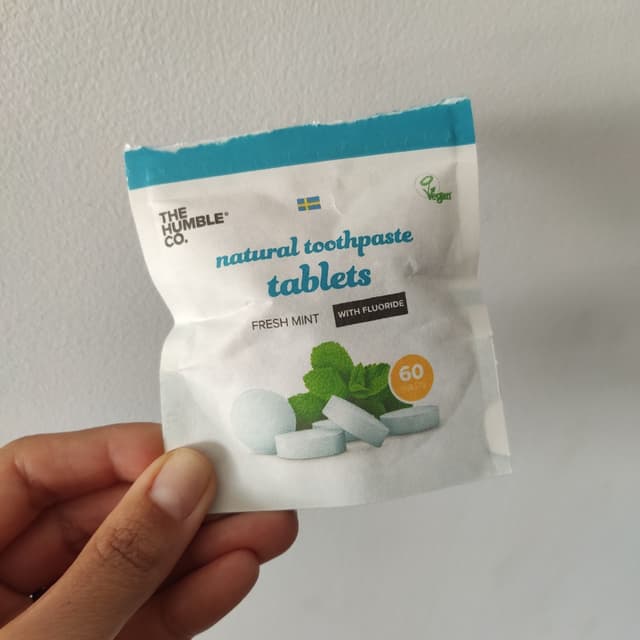 THE
HUMBLE®
CO.
Vegan
natural toothpaste
tablets
FRESH MINT
WITH FLUORIDE
60